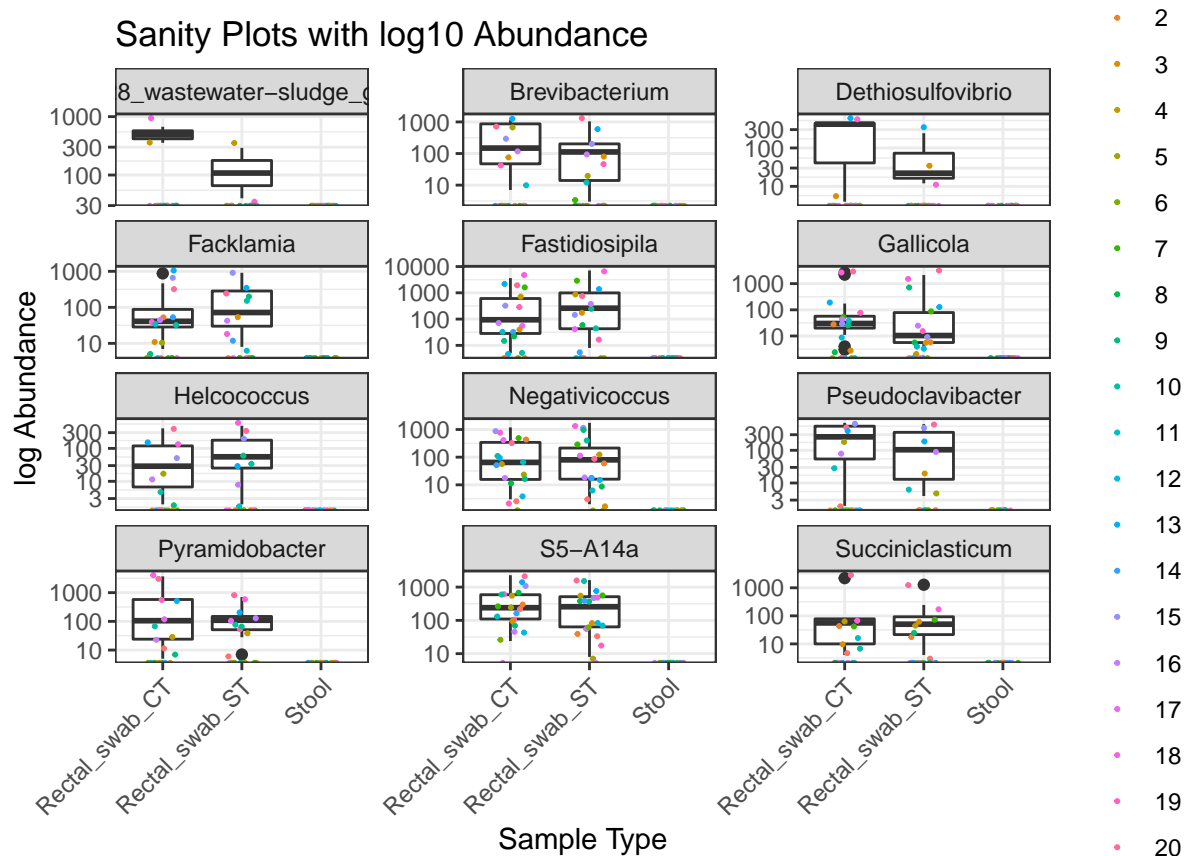 Sanity Plots with log10 Abundance
8_wastewater−sludge_g
Brevibacterium
Dethiosulfovibrio
1000
300
100
30
1000
100
10
300
100
30
10
Facklamia
Fastidiosipila
Gallicola
1000
100
10
10000
1000
100
10
1000
100
10
Helcococcus
Negativicoccus
Pseudoclavibacter
300
100
30
10
3
1000
100
10
300
100
30
10
3
Pyramidobacter
S5−A14a
Succiniclasticum
1000
100
10
1000
100
10
1000
100
10
Rectal_swab_CT
Rectal_swab_ST
Stool
Rectal_swab_CT
Rectal_swab_ST
Stool
Rectal_swab_CT
Rectal_swab_ST
Stool
Sample Type
log Abundance
2
3
4
5
6
7
8
9
10
11
12
13
14
15
16
17
18
19
20